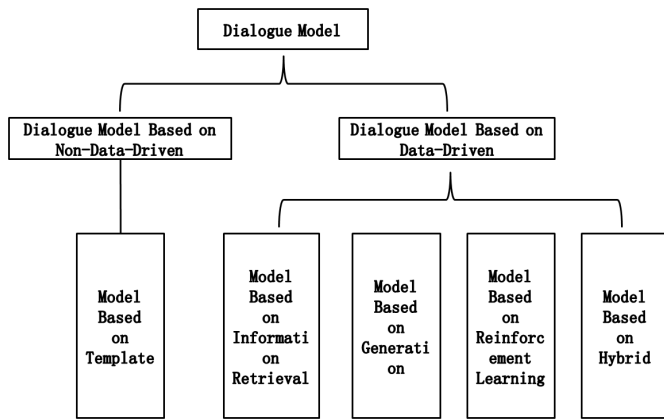 Dialogue Model
Dialogue Model Based on
Non-Data-Driven
Dialogue Model Based on
Data-Driven
Model
Based
on
Template
Model
Based
on
Informati
on
Retrieval
Model
Based
on
Generati
on
Model
Based
on
Reinforc
ement
Learning
Model
Based
on
Hybrid